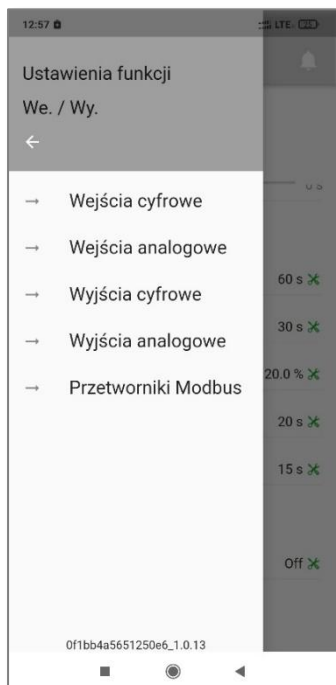 12:57
LTE
Ustawienia funkcji
We. / Wy.
Wejścia cyfrowe
Wejścia analogowe
60 s
Wyjścia cyfrowe
30 s
Wyjścia analogowe
20.0 %
Przetworniki Modbus
20 s
15 s
Off
0f1bb4a5651250e6_1.0.13